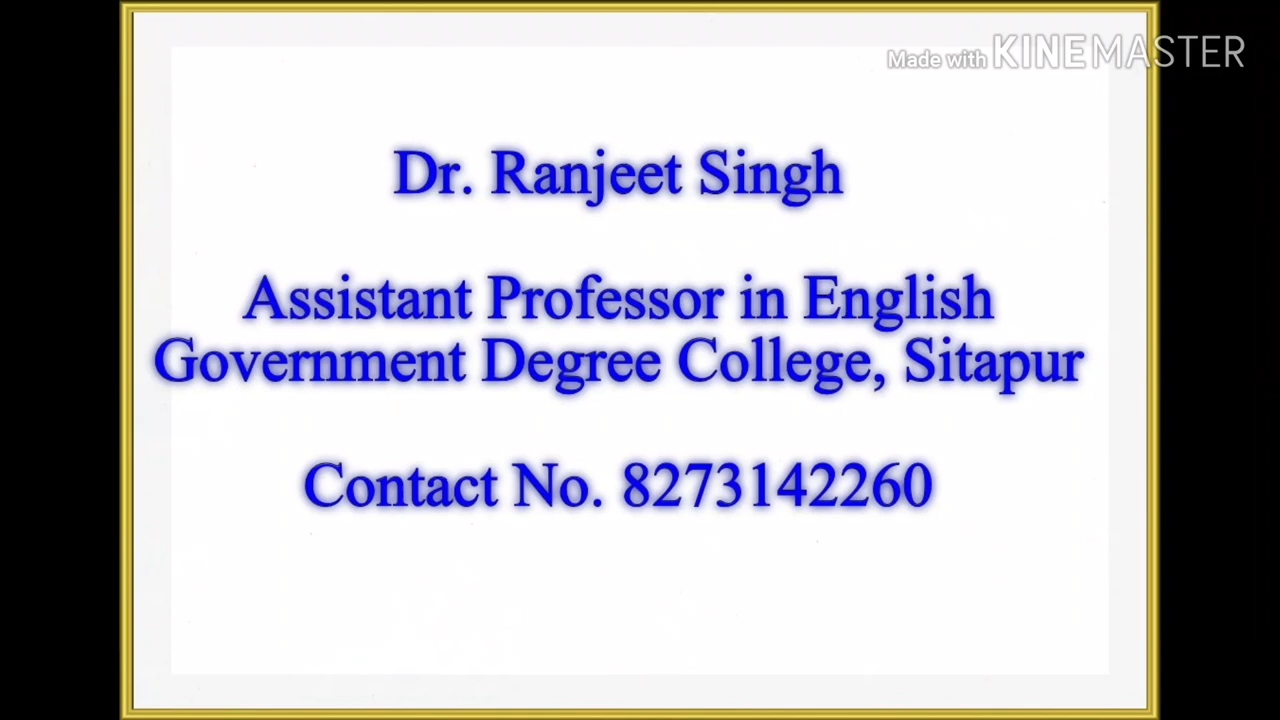 Made with KINEMASTER
Dr. Ranjeet Singh
Assistant Professor in English
Government Degree College, Sitapur
Contact No. 8273142260